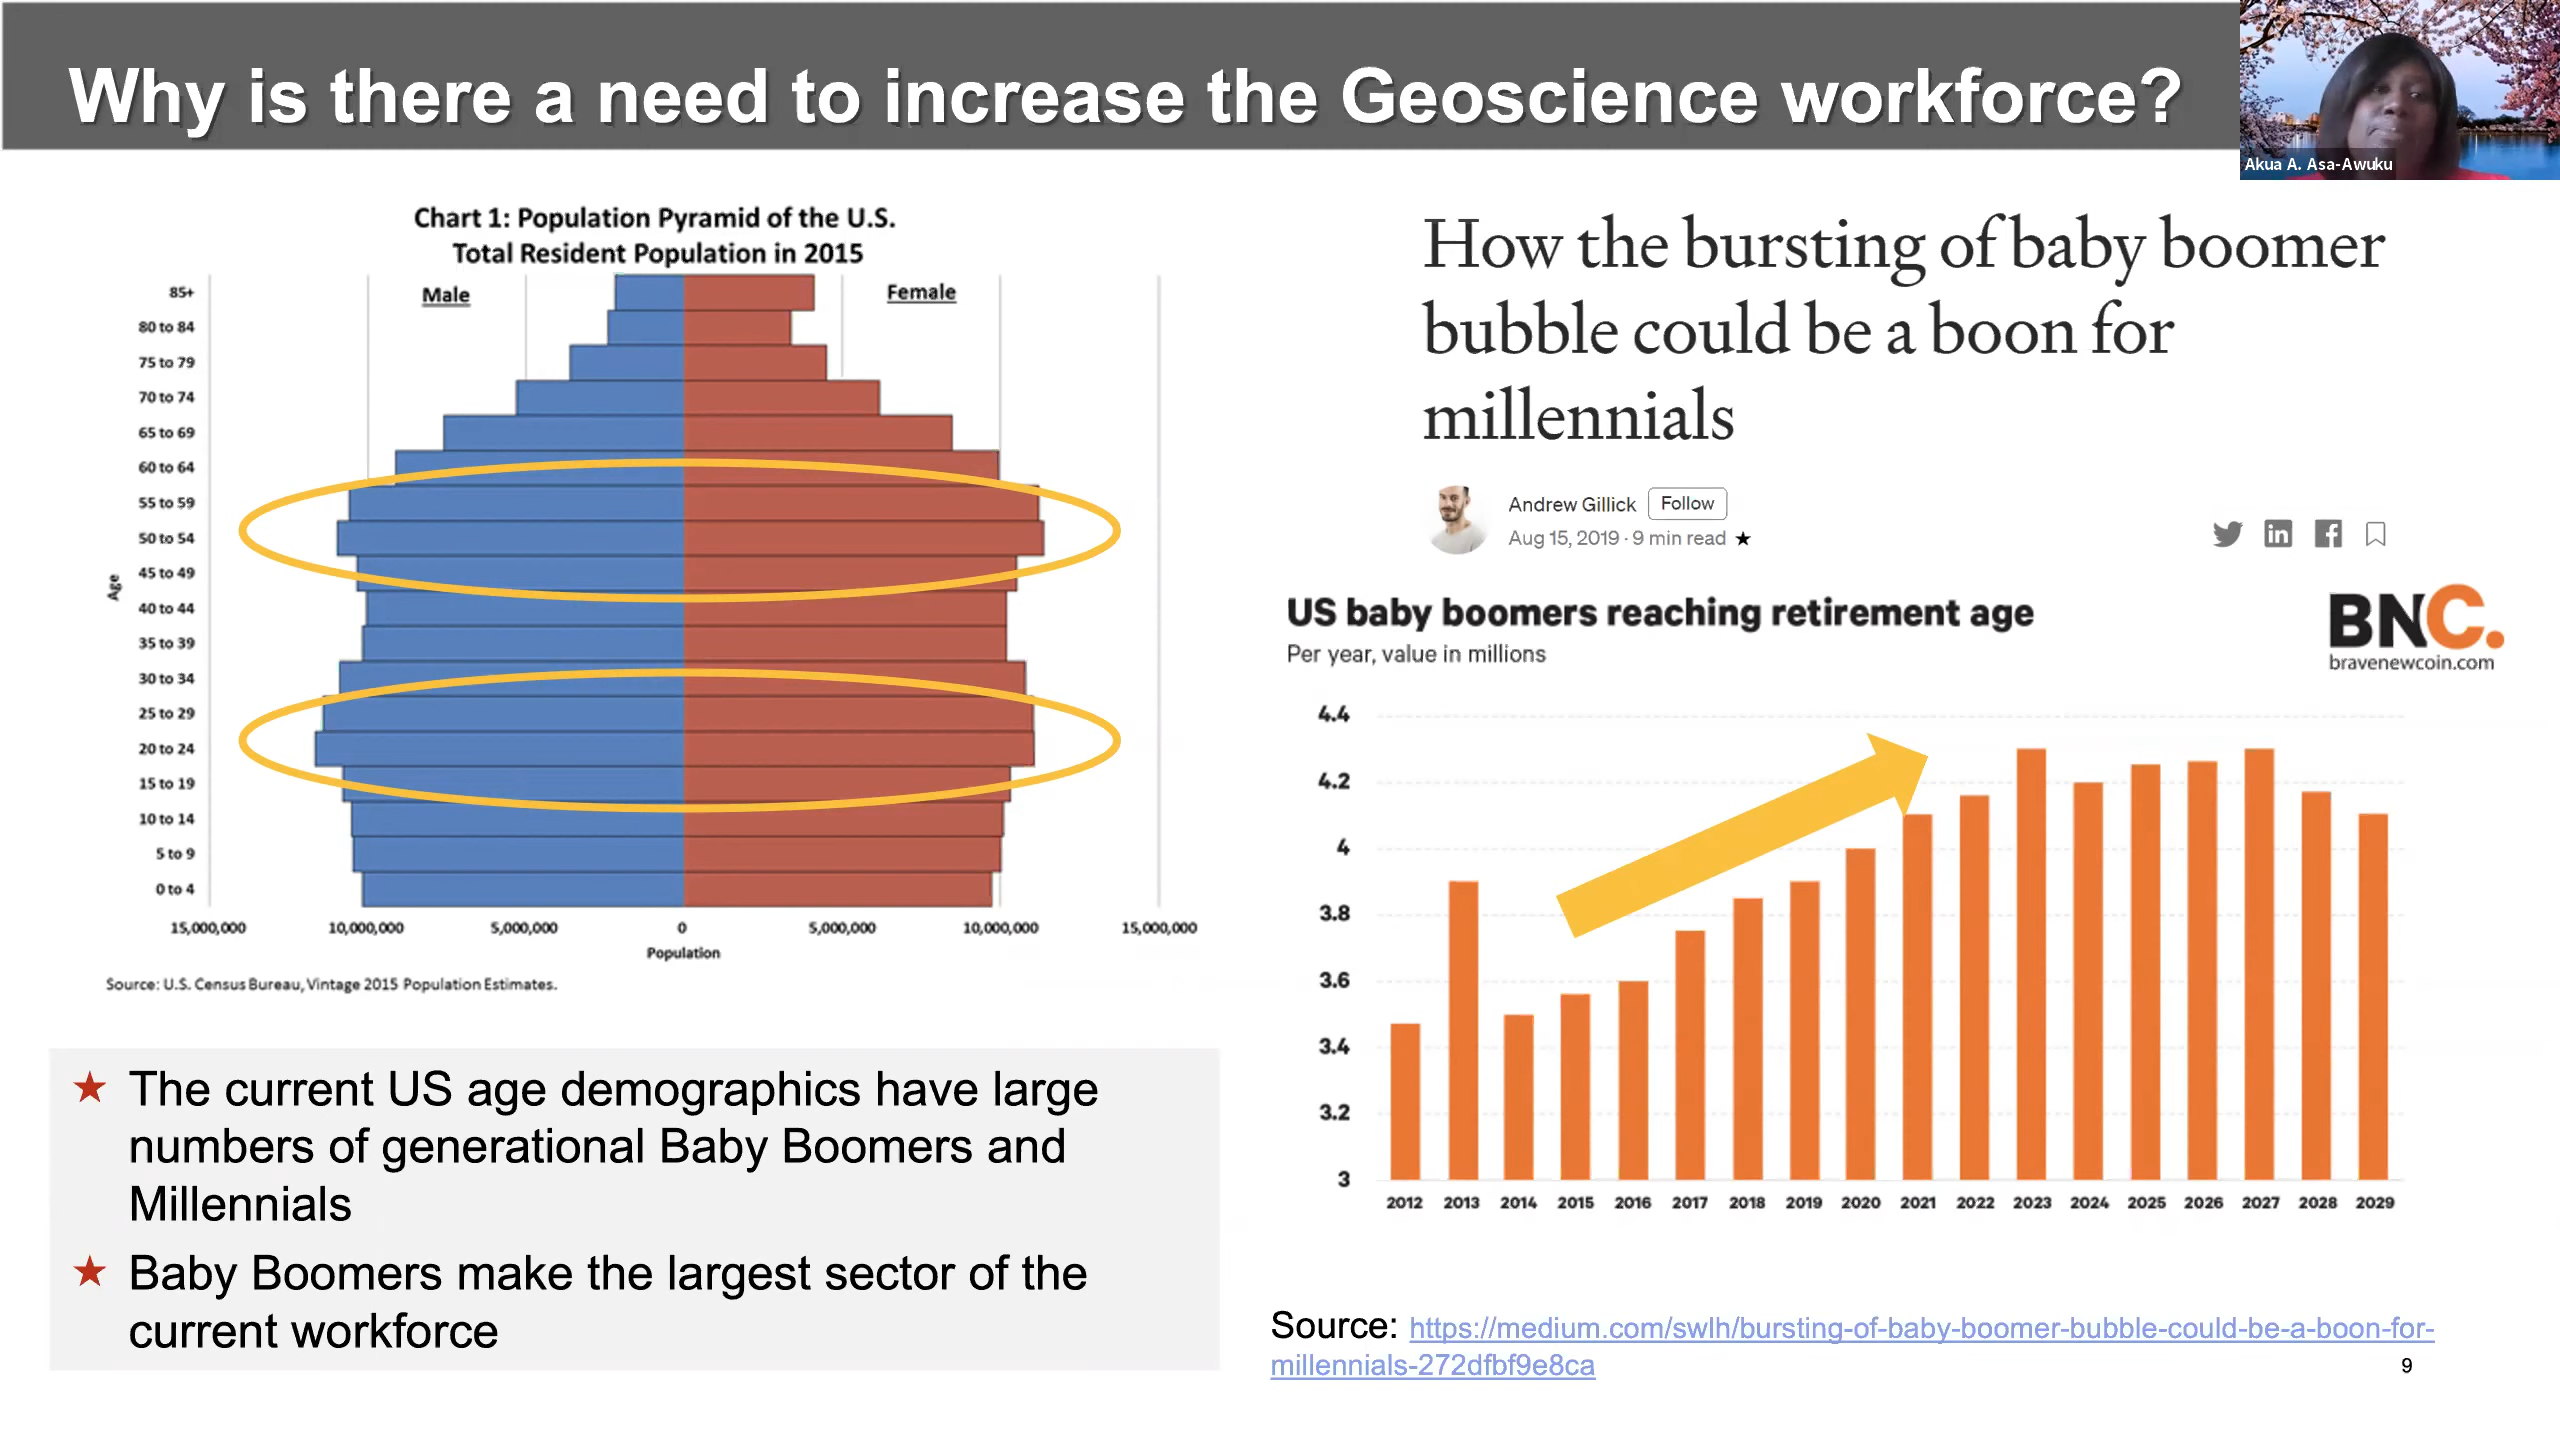 Why is there a need to increase the Geoscience workforce?
Akua A. Asa-Awuku
Chart 1: Population Pyramid of the U.S.
Total Resident Population in 2015
Male
Female
85+
80 to 84
75 to 79
70 to 74
65 to 69
60 to 64
55 to 59
50 to 54
45 to 49
40 to 44
35 to 39
30 to 34
25 to 29
20 to 24
15 to 19
10 to 14
5 to 9
0 to 4
Age
15,000,000 10,000,000 5,000,000 0 5,000,000 10,000,000 15,000,000
Population
Source: U.S. Census Bureau, Vintage 2015 Population Estimates.
★ The current US age demographics have large
numbers of generational Baby Boomers and
Millennials
★ Baby Boomers make the largest sector of the
current workforce
How the bursting of baby boomer
bubble could be a boon for
millennials
Andrew Gillick Follow
Aug 15, 2019 · 9 min read ★
US baby boomers reaching retirement age
Per year, value in millions
BNC.
bravenewcoin.com
4.4
4.2
4
3.8
3.6
3.4
3.2
3
2012 2013 2014 2015 2016 2017 2018 2019 2020 2021 2022 2023 2024 2025 2026 2027 2028 2029
Source: https://medium.com/swlh/bursting-of-baby-boomer-bubble-could-be-a-boon-for-
millennials-272dfbf9e8ca
9